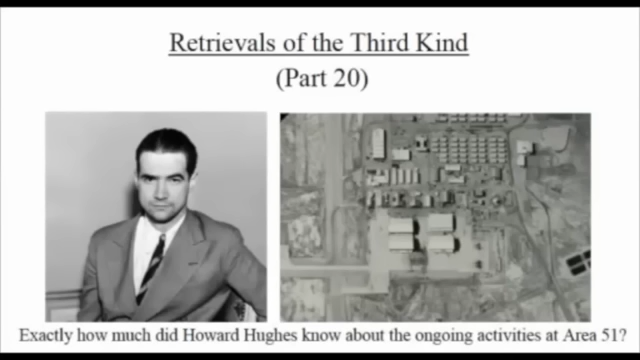 Retrievals of the Third Kind
(Part 20)
Exactly how much did Howard Hughes know about the ongoing activities at Area 51?